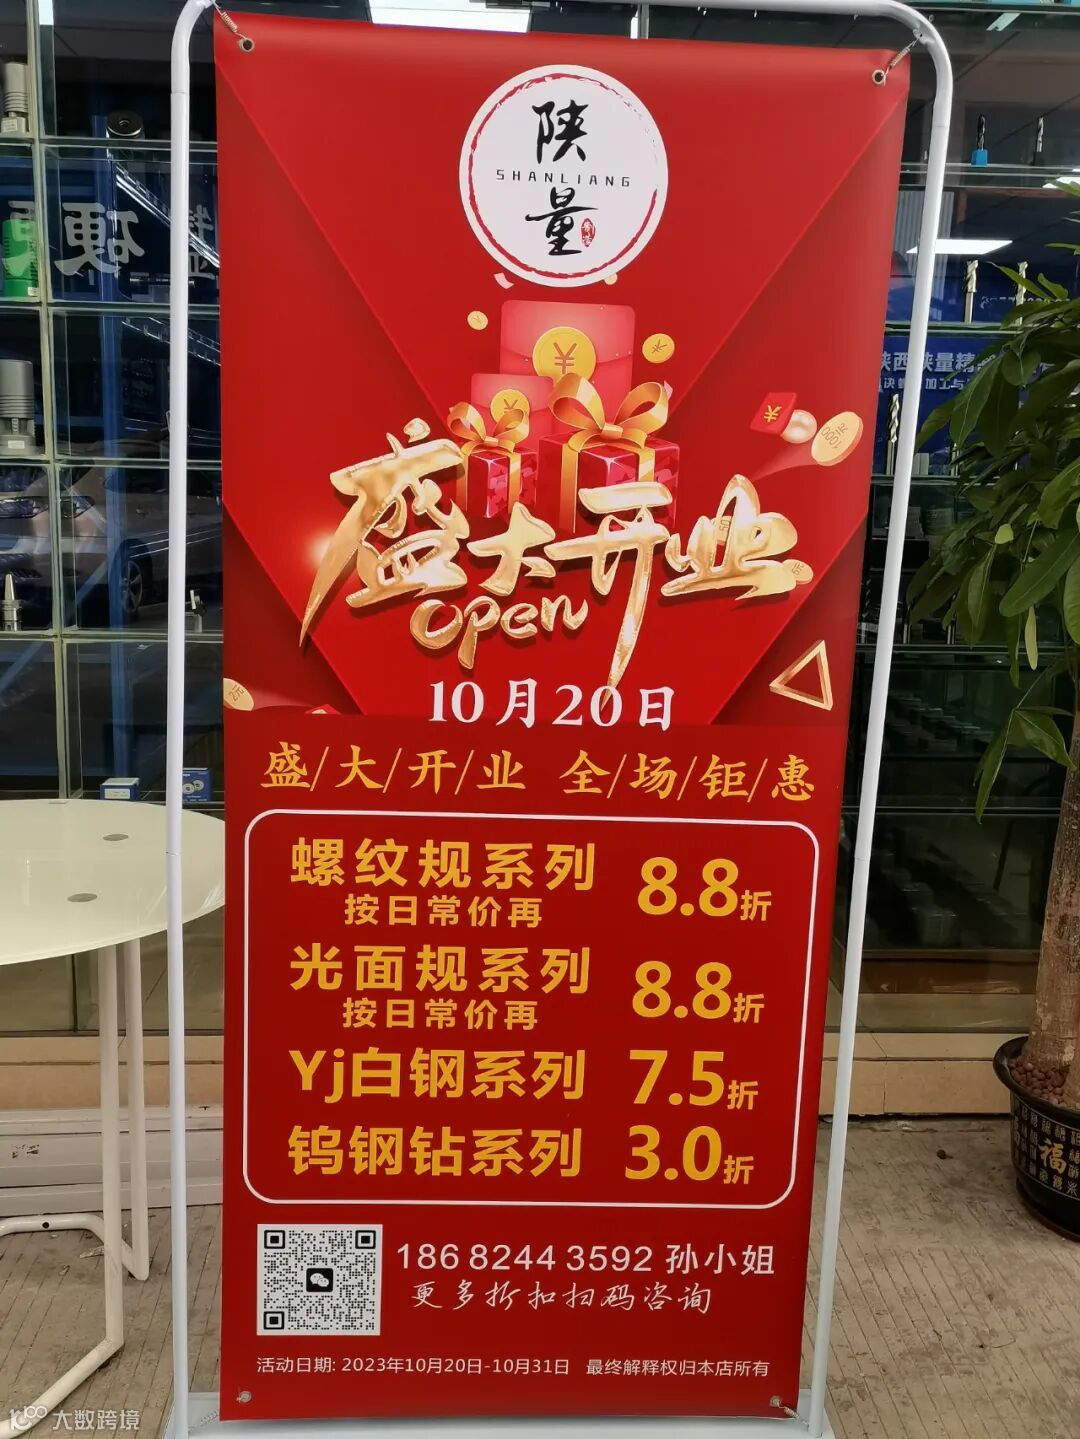 陕
SHANLIANG
量
盛大开业
open
10月20日
盛/大/开/业 全/场/钜/惠
螺纹规系列
按日常价再
8.8折
光面规系列
按日常价再
8.8折
Yj白钢系列 7.5折
钨钢钻系列 3.0折
186 8244 3592 孙小姐
更多折扣扫码咨询
活动日期: 2023年10月20日-10月31日 最终解释权归本店所有
硬
福
大数跨境